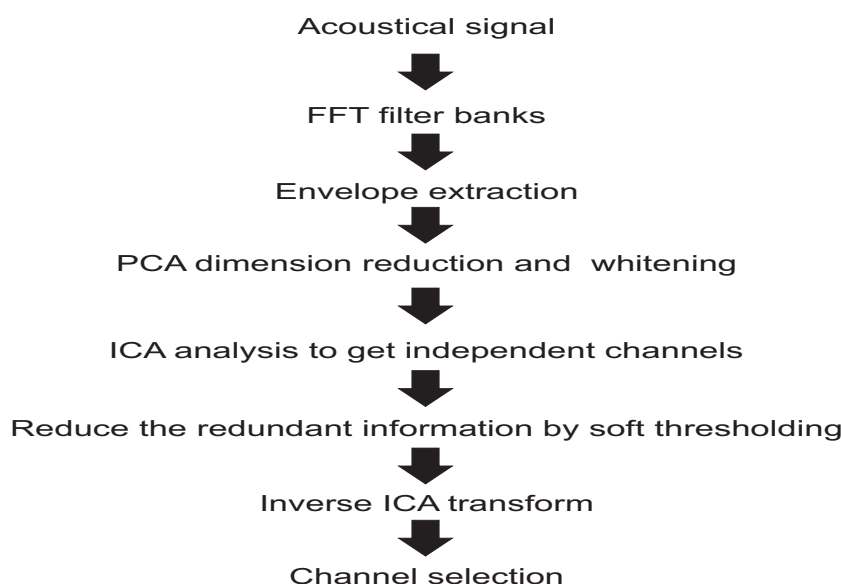 Acoustical signal
FFT filter banks
Envelope extraction
PCA dimension reduction and whitening
ICA analysis to get independent channels
Reduce the redundant information by soft thresholding
Inverse ICA transform
Channel selection